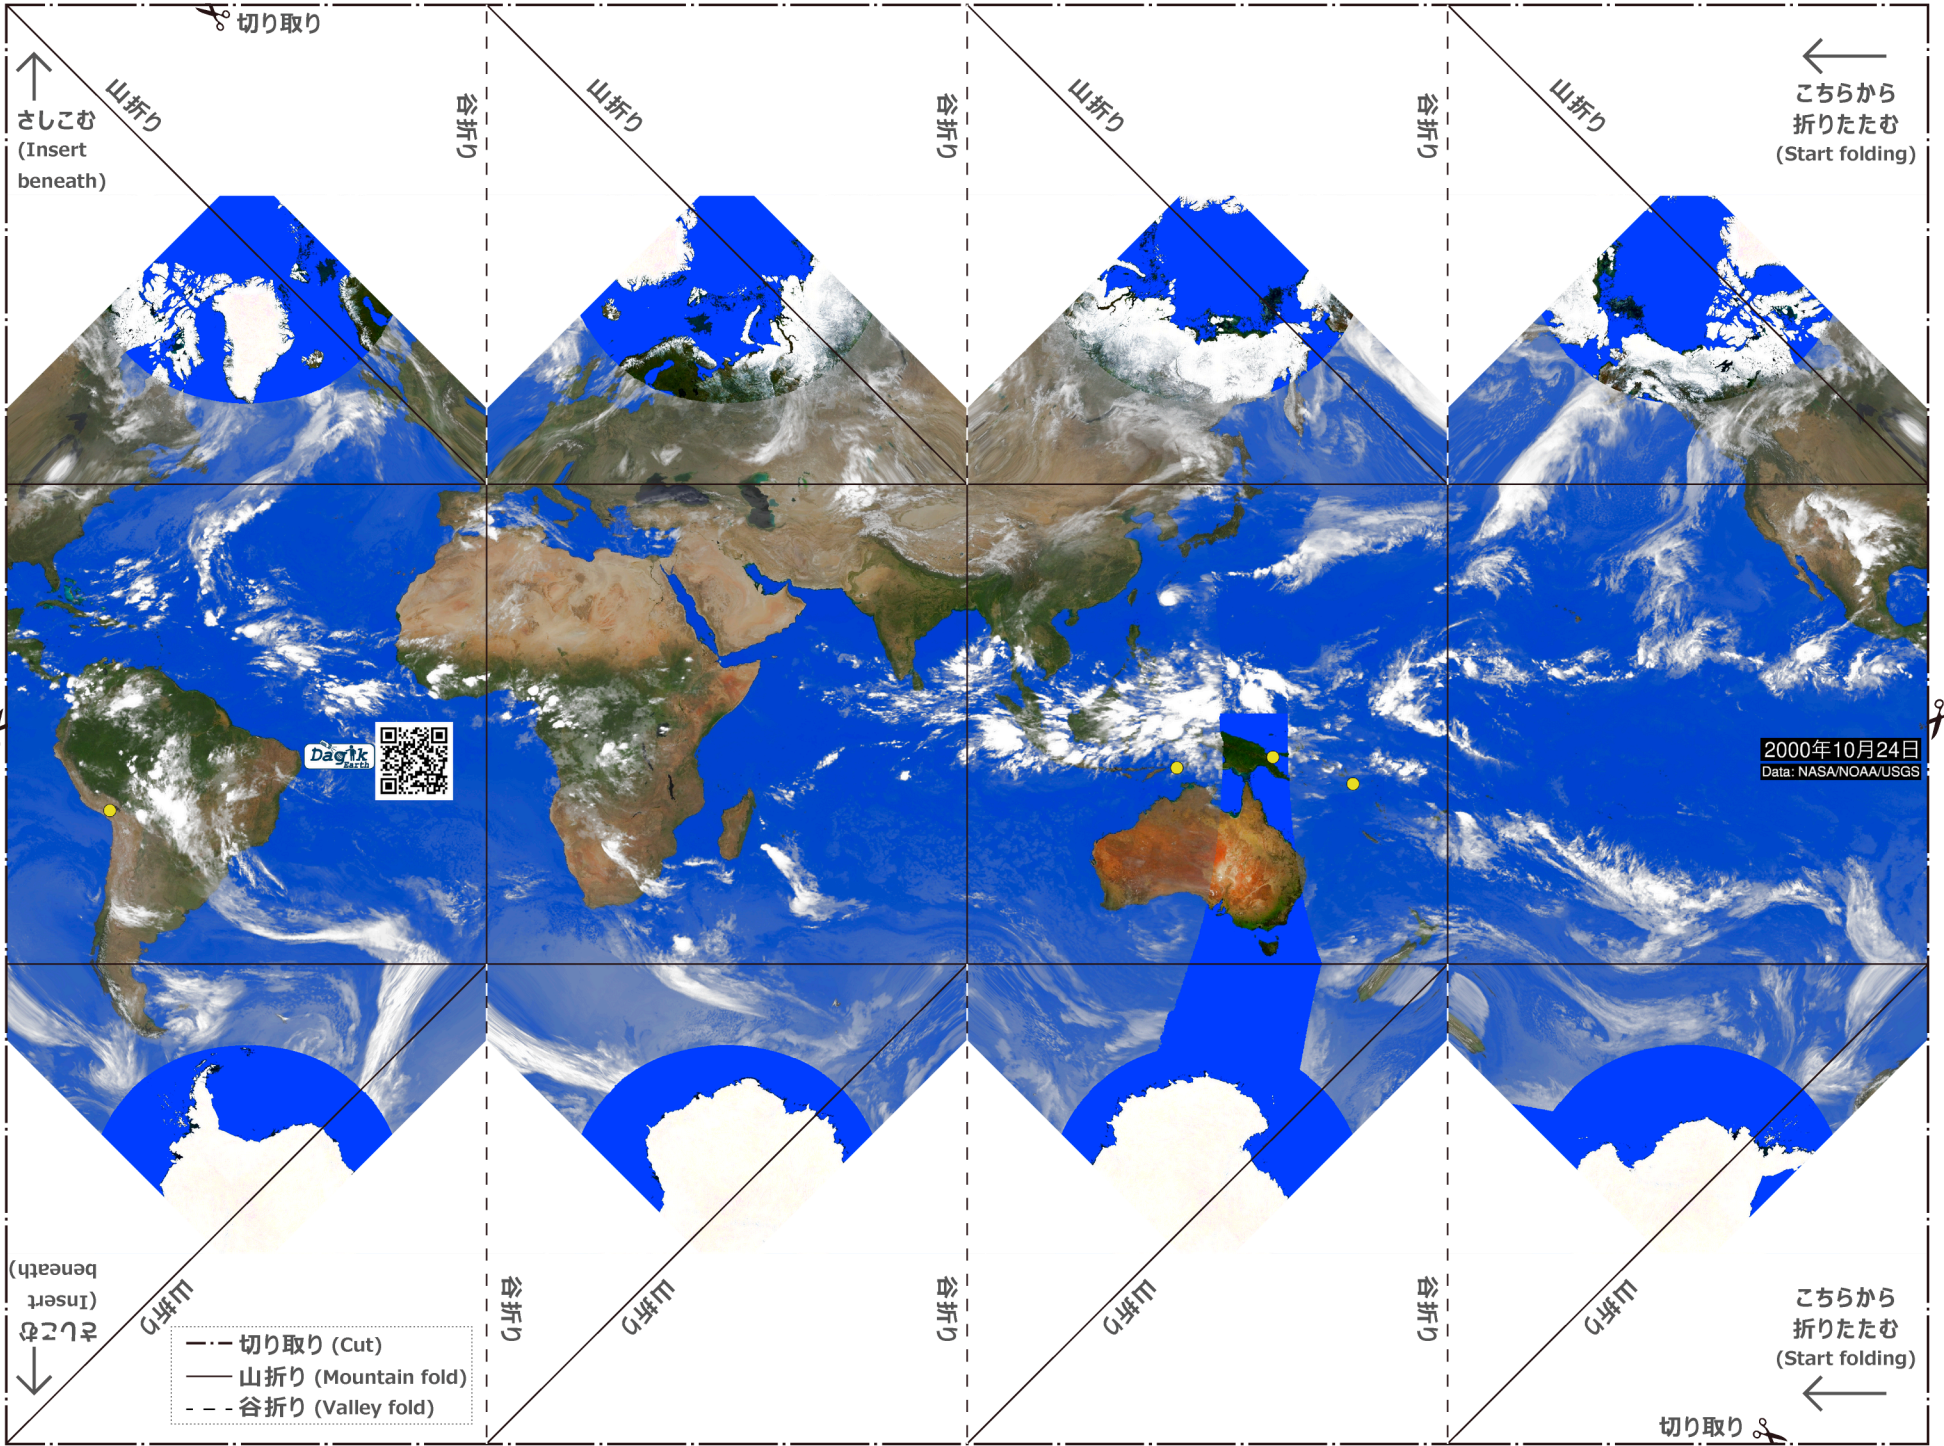 切り取り
山折り
谷折り
山折り
谷折り
山折り
谷折り
山折り
さしこむ
(Insert
beneath)
こちらから
折りたたむ
(Start folding)
Dagik
Earth
2000年10月24日
Data: NASA/NOAA/USGS
さしこむ
(Insert
beneath)
山折り
谷折り
山折り
谷折り
山折り
谷折り
山折り
こちらから
折りたたむ
(Start folding)
切り取り (Cut)
山折り (Mountain fold)
谷折り (Valley fold)
切り取り